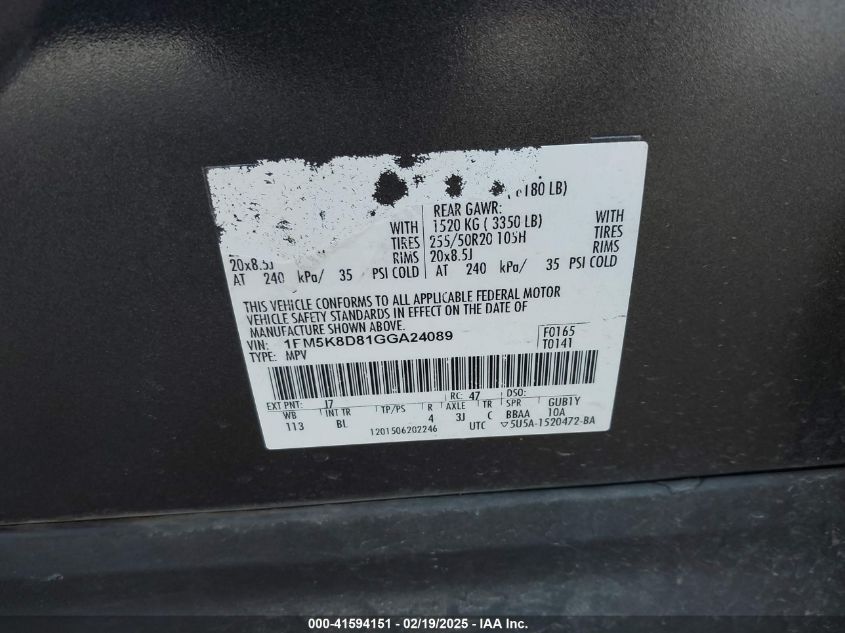 180 LB)
REAR GAWR:
WITH 1520 KG ( 3350 LB) WITH
TIRES 255/50R20 105H TIRES
20x8.5J RIMS 20x8.5J RIMS
AT 240 kPa/ 35 PSI COLD AT 240 kPa/ 35 PSI COLD
THIS VEHICLE CONFORMS TO ALL APPLICABLE FEDERAL MOTOR
VEHICLE SAFETY STANDARDS IN EFFECT ON THE DATE OF
MANUFACTURE SHOWN ABOVE.
VIN: 1FM5K8D81GGA24089 F0165
TYPE: MPV T0141
EXT PNT: J7 RC: 47 DSO:
WB INT TR TP/PS R AXLE TR SPR GUB1Y
113 BL 4 3J C BBAA 10A
1201506202246 UTC ▽5U5A-1520472-BA
000-41594151 — 02/19/2025 — IAA Inc.